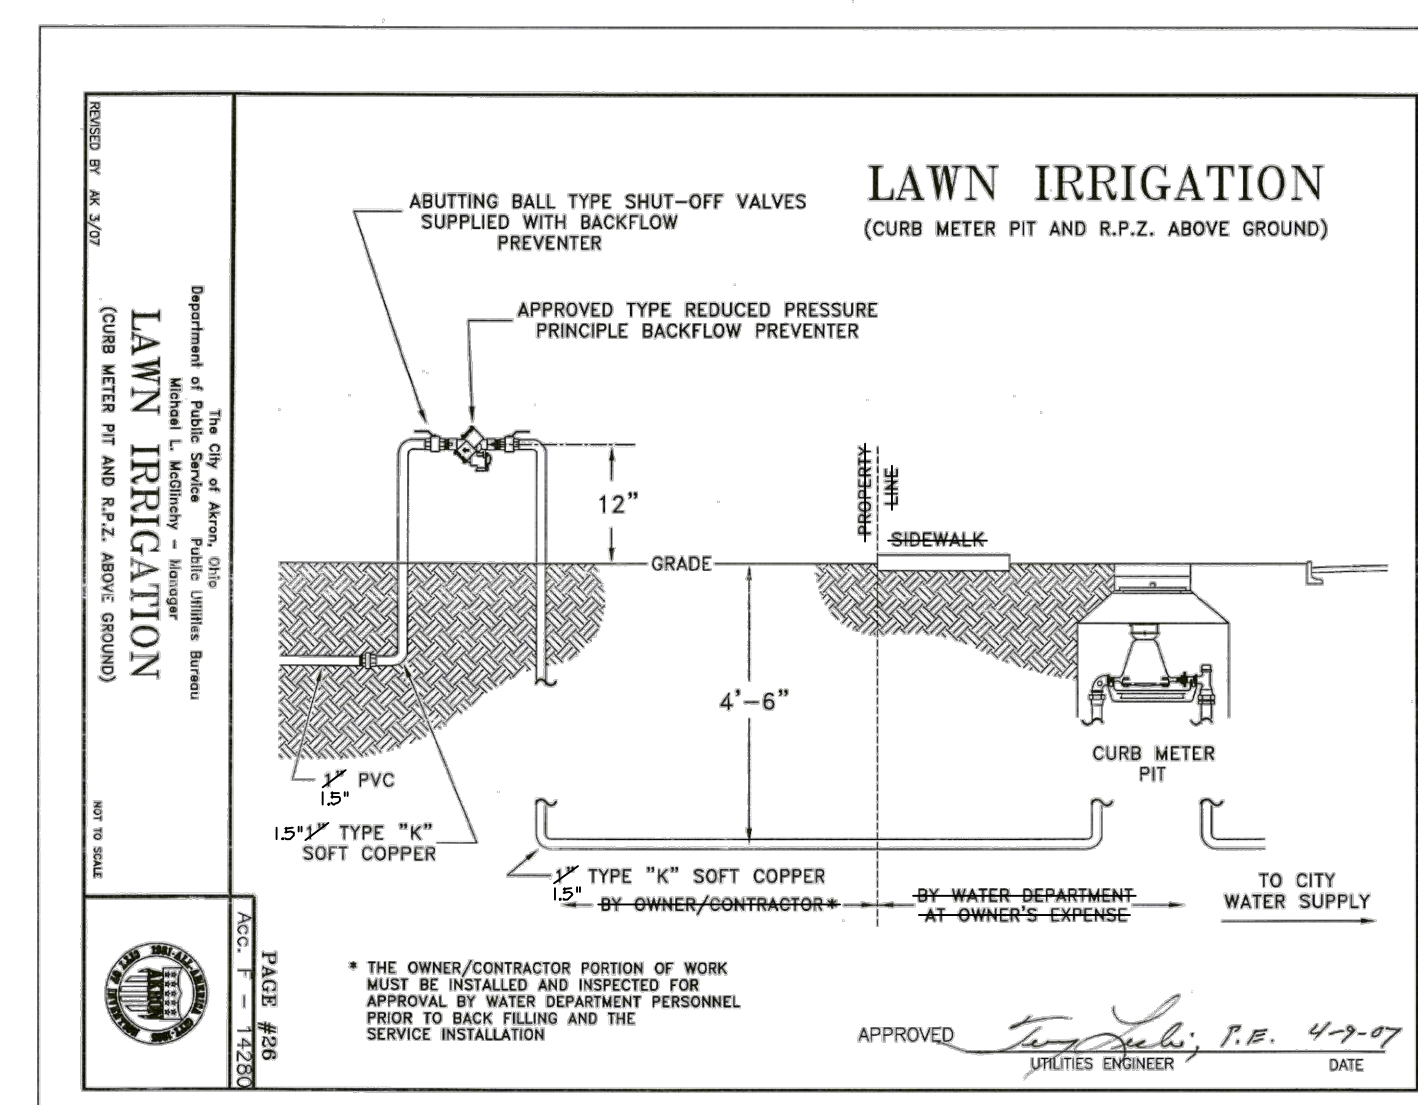 LAWN IRRIGATION
(CURB METER PIT AND R.P.Z. ABOVE GROUND)
ABUTTING BALL TYPE SHUT-OFF VALVES
SUPPLIED WITH BACKFLOW
PREVENTER
APPROVED TYPE REDUCED PRESSURE
PRINCIPLE BACKFLOW PREVENTER
12"
PROPERTY
LINE
SIDEWALK
GRADE
4'-6"
CURB METER
PIT
1" PVC
1.5"
1.5" 1" TYPE "K"
SOFT COPPER
1" TYPE "K" SOFT COPPER
1.5"
BY OWNER/CONTRACTOR*
BY WATER DEPARTMENT
AT OWNER'S EXPENSE
TO CITY
WATER SUPPLY
* THE OWNER/CONTRACTOR PORTION OF WORK
MUST BE INSTALLED AND INSPECTED FOR
APPROVAL BY WATER DEPARTMENT PERSONNEL
PRIOR TO BACK FILLING AND THE
SERVICE INSTALLATION
APPROVED
P.E. 4-9-07
UTILITIES ENGINEER
DATE
The City of Akron, Ohio
Department of Public Service Public Utilities Bureau
Michael L. McGlinchy - Manager
LAWN IRRIGATION
(CURB METER PIT AND R.P.Z. ABOVE GROUND)
REVISED BY AK 3/07
NOT TO SCALE
PAGE #26
Acc. F - 14280
AKRON